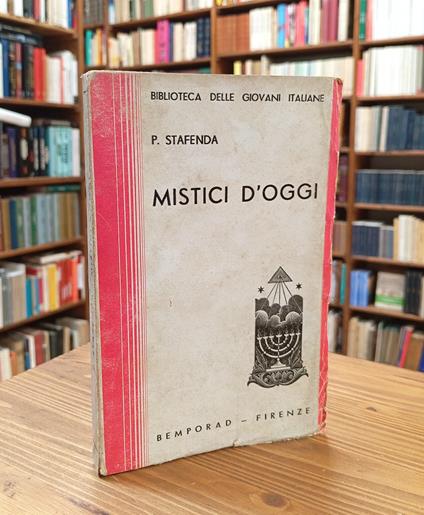 BIBLIOTECA DELLE GIOVANI ITALIANE
P. STAFENDA
MISTICI D'OGGI
BEMPORAD - FIRENZE